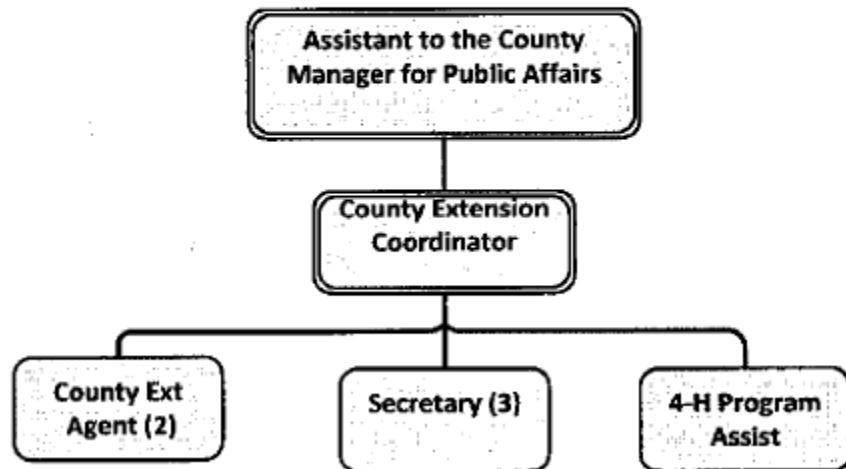 Assistant to the County
Manager for Public Affairs
County Extension
Coordinator
County Ext
Agent (2)
Secretary (3)
4-H Program
Assist